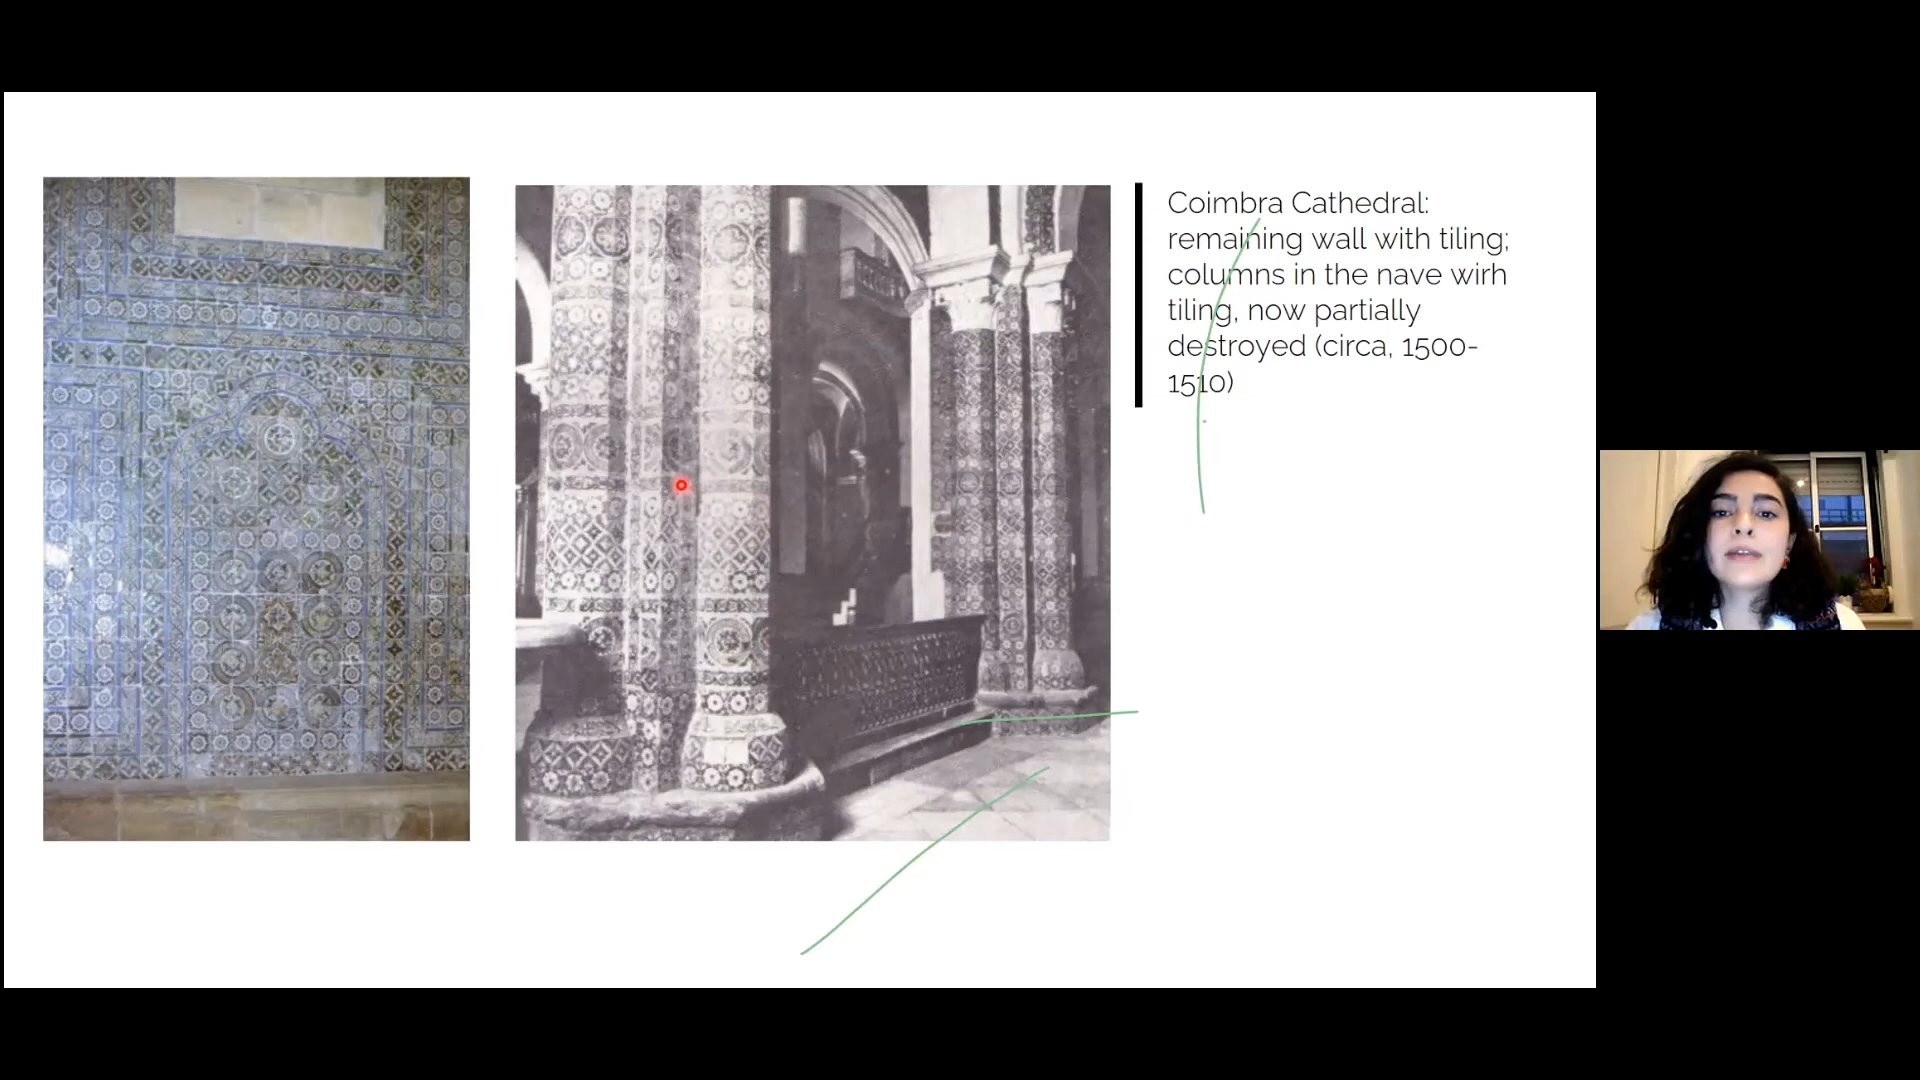 Coimbra Cathedral:
remaining wall with tiling;
columns in the nave wirh
tiling, now partially
destroyed (circa, 1500-
1510)